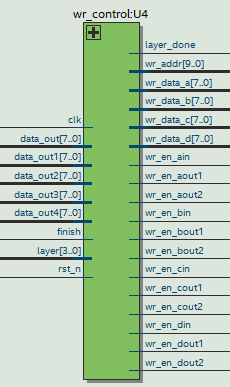 wr_control:U4
clk
data_out[7..0]
data_out1[7..0]
data_out2[7..0]
data_out3[7..0]
data_out4[7..0]
finish
layer[3..0]
rst_n
layer_done
wr_addr[9..0]
wr_data_a[7..0]
wr_data_b[7..0]
wr_data_c[7..0]
wr_data_d[7..0]
wr_en_ain
wr_en_aout1
wr_en_aout2
wr_en_bin
wr_en_bout1
wr_en_bout2
wr_en_cin
wr_en_cout1
wr_en_cout2
wr_en_din
wr_en_dout1
wr_en_dout2